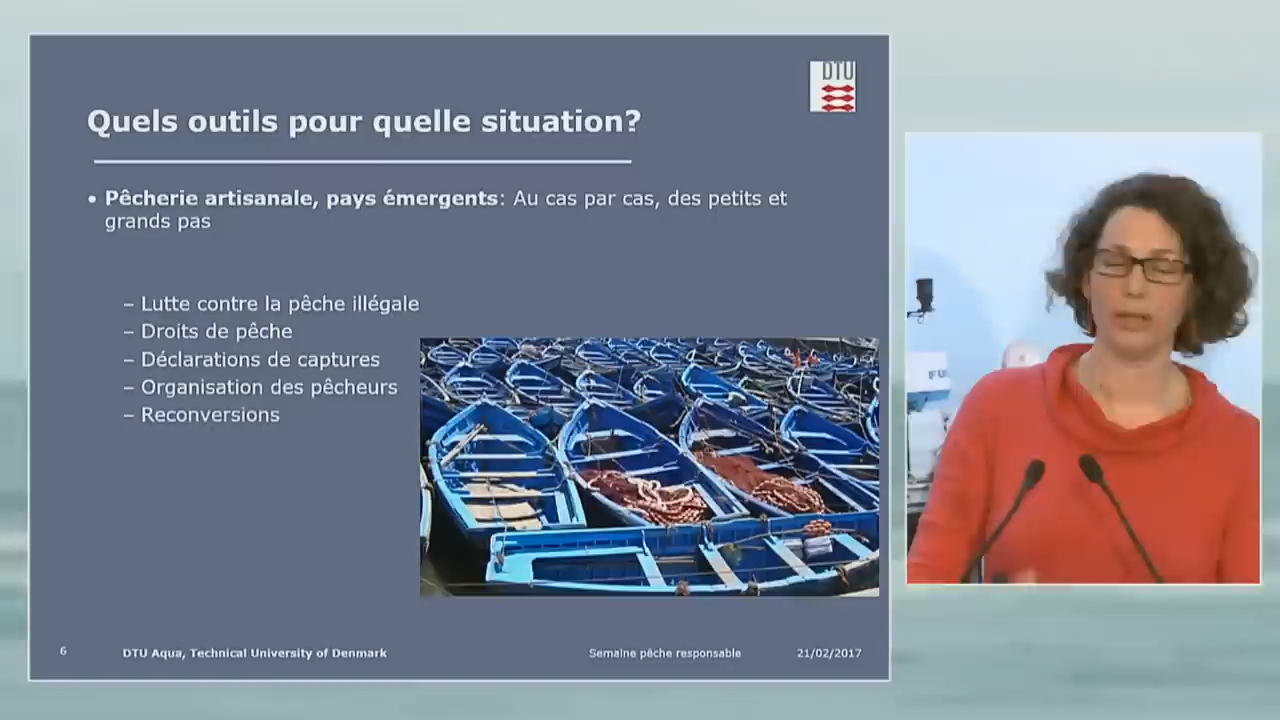 DTU
Quels outils pour quelle situation?
• Pêcherie artisanale, pays émergents: Au cas par cas, des petits et
grands pas
– Lutte contre la pêche illégale
– Droits de pêche
– Déclarations de captures
– Organisation des pêcheurs
– Reconversions
6 DTU Aqua, Technical University of Denmark Semaine pêche responsable 21/02/2017